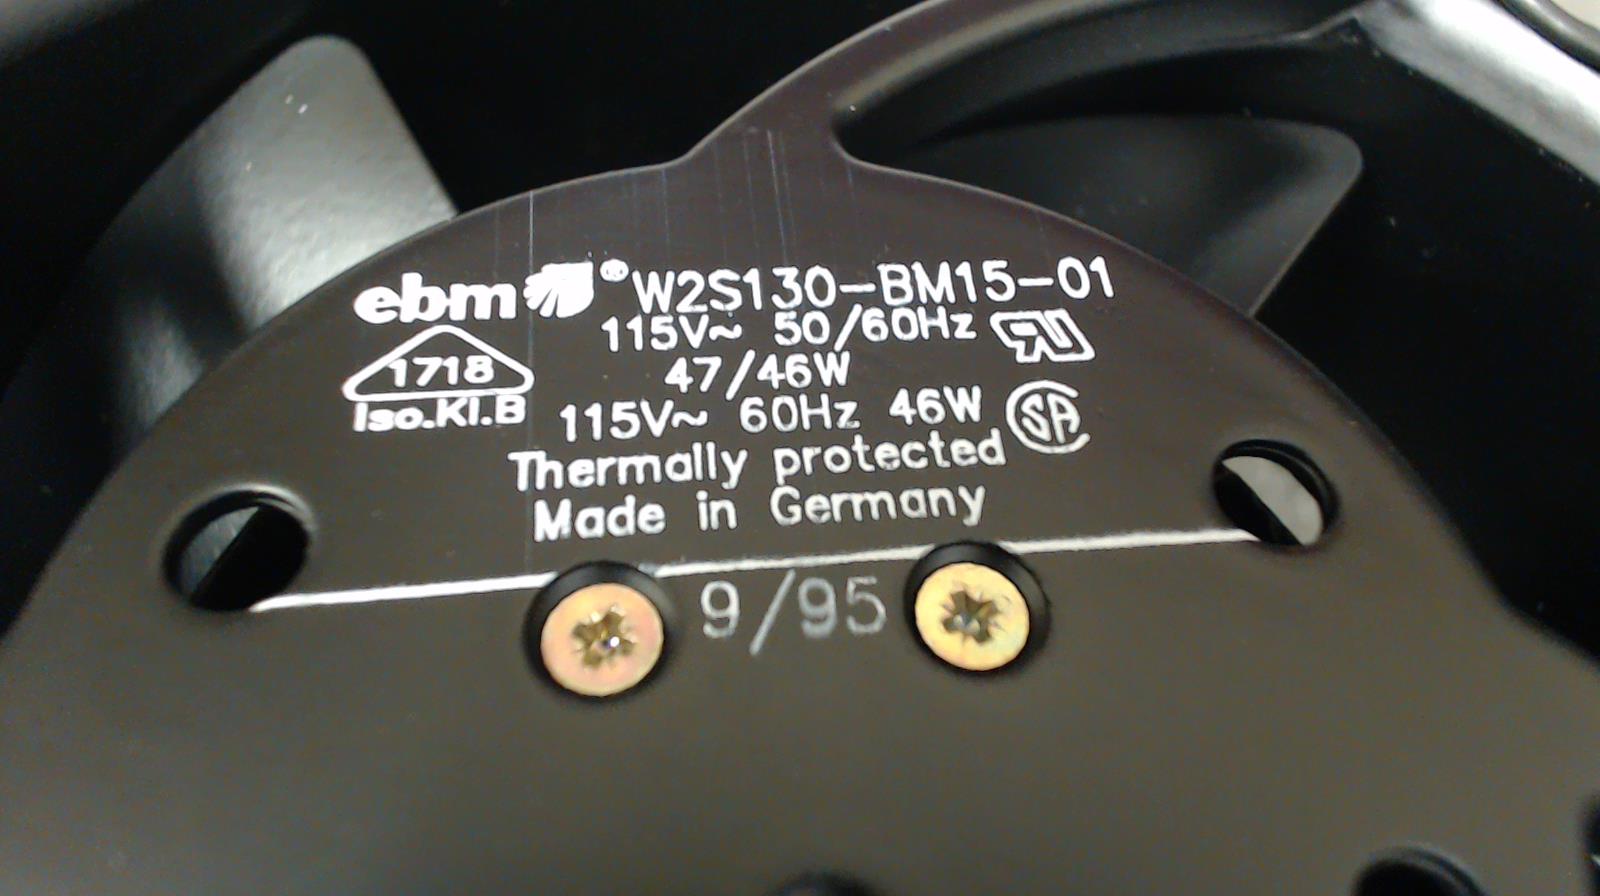 ebm® W2S130-BM15-01
115V~ 50/60Hz
47/46W
1718
Iso.Kl.B
115V~ 60Hz 46W
Thermally protected
Made in Germany
9/95